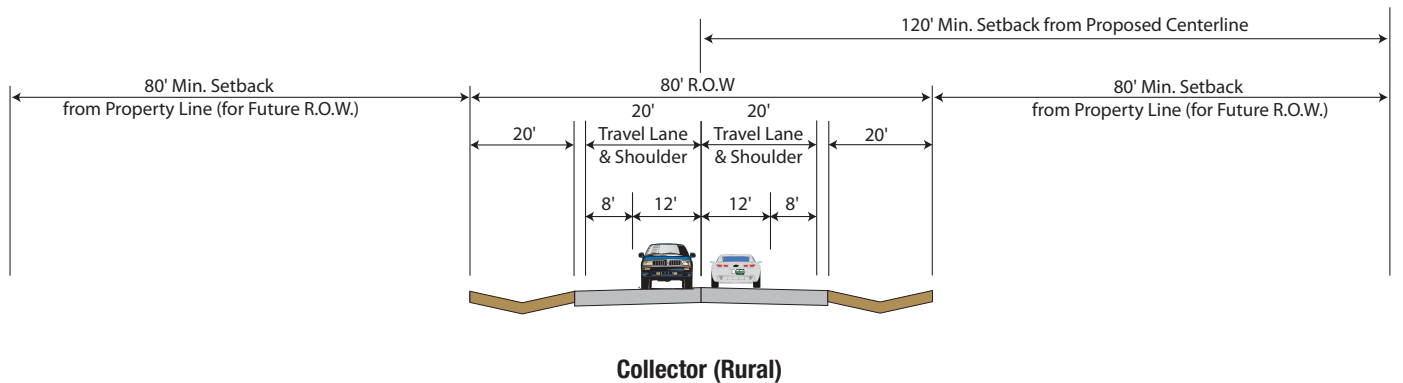 120' Min. Setback from Proposed Centerline
80' Min. Setback
from Property Line (for Future R.O.W.)
80' R.O.W
80' Min. Setback
from Property Line (for Future R.O.W.)
20'
20'
Travel Lane
& Shoulder
20'
Travel Lane
& Shoulder
20'
8'
12'
12'
8'
Collector (Rural)